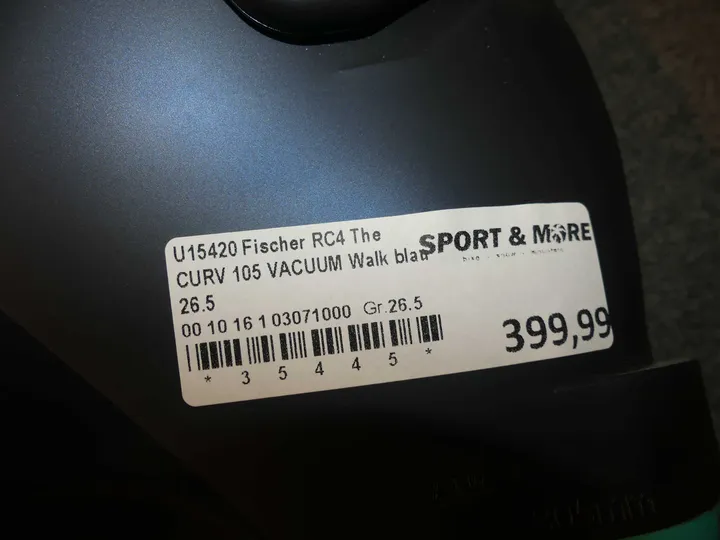 U15420 Fischer RC4 The
CURV 105 VACUUM Walk blau
26.5
SPORT & MORE
00 10 16 1 03071000 Gr.26.5
399,99
* 3 5 4 4 5 *